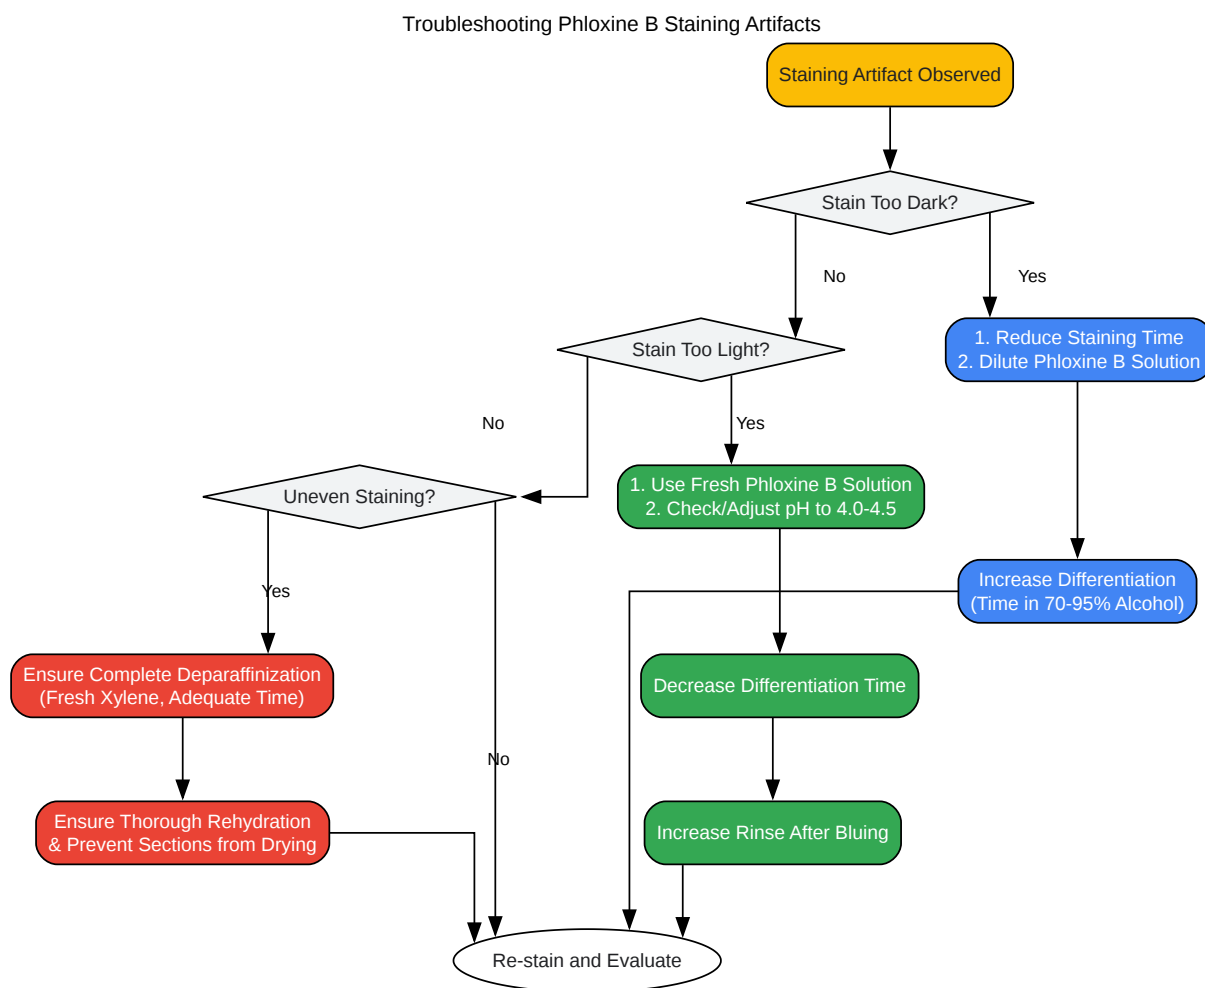 Troubleshooting Phloxine B Staining Artifacts
Staining Artifact Observed
Stain Too Dark?
No
Yes
Stain Too Light?
1. Reduce Staining Time
2. Dilute Phloxine B Solution
No
Yes
Uneven Staining?
1. Use Fresh Phloxine B Solution
2. Check/Adjust pH to 4.0-4.5
Yes
Increase Differentiation
(Time in 70-95% Alcohol)
Ensure Complete Deparaffinization
(Fresh Xylene, Adequate Time)
Decrease Differentiation Time
No
Ensure Thorough Rehydration
& Prevent Sections from Drying
Increase Rinse After Bluing
Re-stain and Evaluate